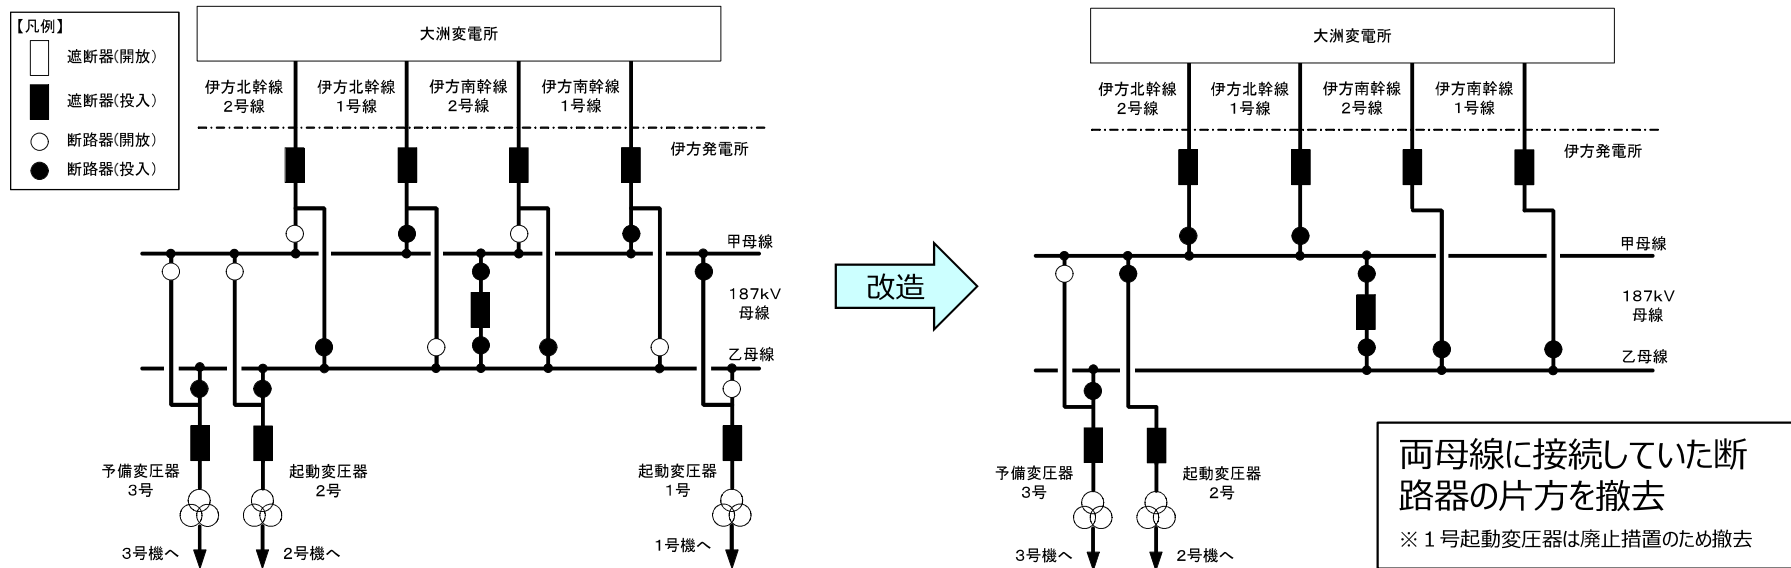 【凡例】
遮断器(開放)
遮断器(投入)
断路器(開放)
断路器(投入)
大洲変電所
伊方北幹線
2号線
伊方北幹線
1号線
伊方南幹線
2号線
伊方南幹線
1号線
伊方発電所
甲母線
187kV
母線
乙母線
予備変圧器
3号
起動変圧器
2号
起動変圧器
1号
3号機へ
2号機へ
1号機へ
改造
大洲変電所
伊方北幹線
2号線
伊方北幹線
1号線
伊方南幹線
2号線
伊方南幹線
1号線
伊方発電所
甲母線
187kV
母線
乙母線
予備変圧器
3号
起動変圧器
2号
3号機へ
2号機へ
両母線に接続していた断
路器の片方を撤去
※1号起動変圧器は廃止措置のため撤去